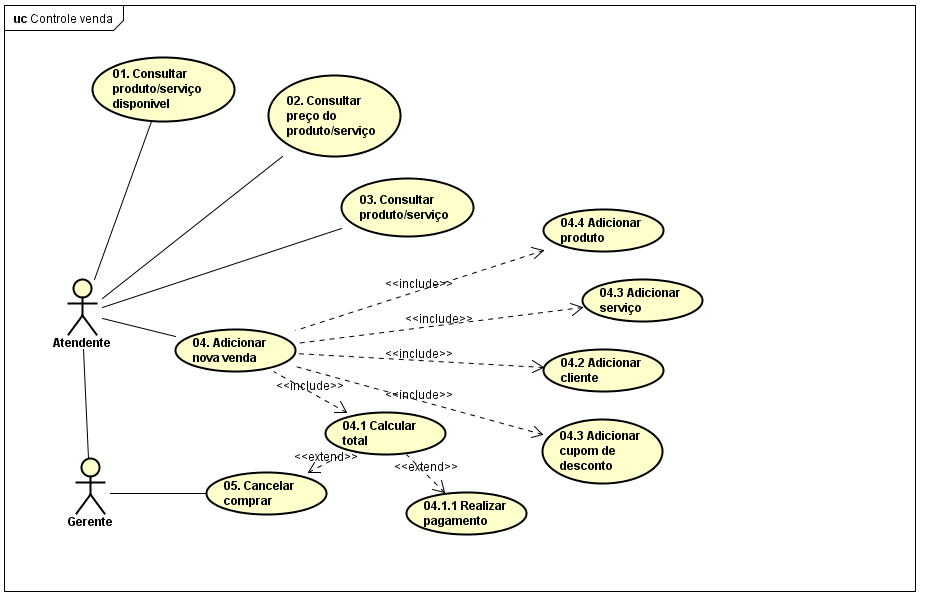 uc Controle venda
01. Consultar
produto/serviço
disponivel
02. Consultar
preço do
produto/serviço
03. Consultar
produto/serviço
04.4 Adicionar
produto
<<include>>
04.3 Adicionar
serviço
<<include>>
Atendente
04. Adicionar
nova venda
<<include>>
04.2 Adicionar
cliente
<<include>>
<<include>>
04.1 Calcular
total
04.3 Adicionar
cupom de
desconto
<<extend>>
<<extend>>
05. Cancelar
comprar
04.1.1 Realizar
pagamento
Gerente